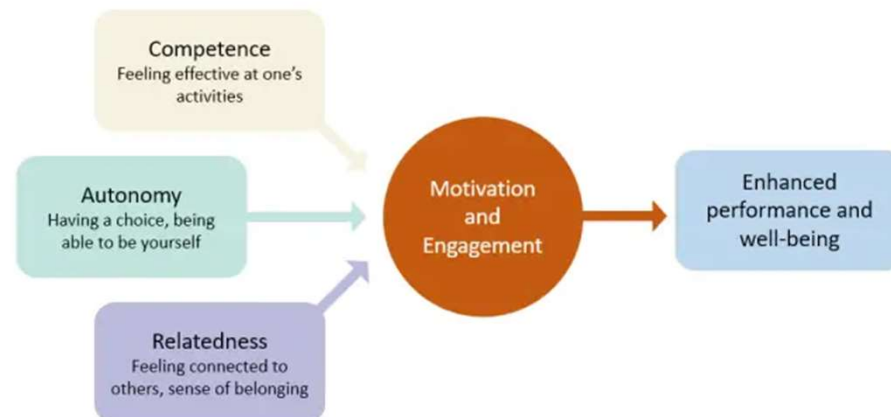 Competence
Feeling effective at one's
activities
Autonomy
Having a choice, being
able to be yourself
Relatedness
Feeling connected to
others, sense of belonging
Motivation
and
Engagement
Enhanced
performance and
well-being